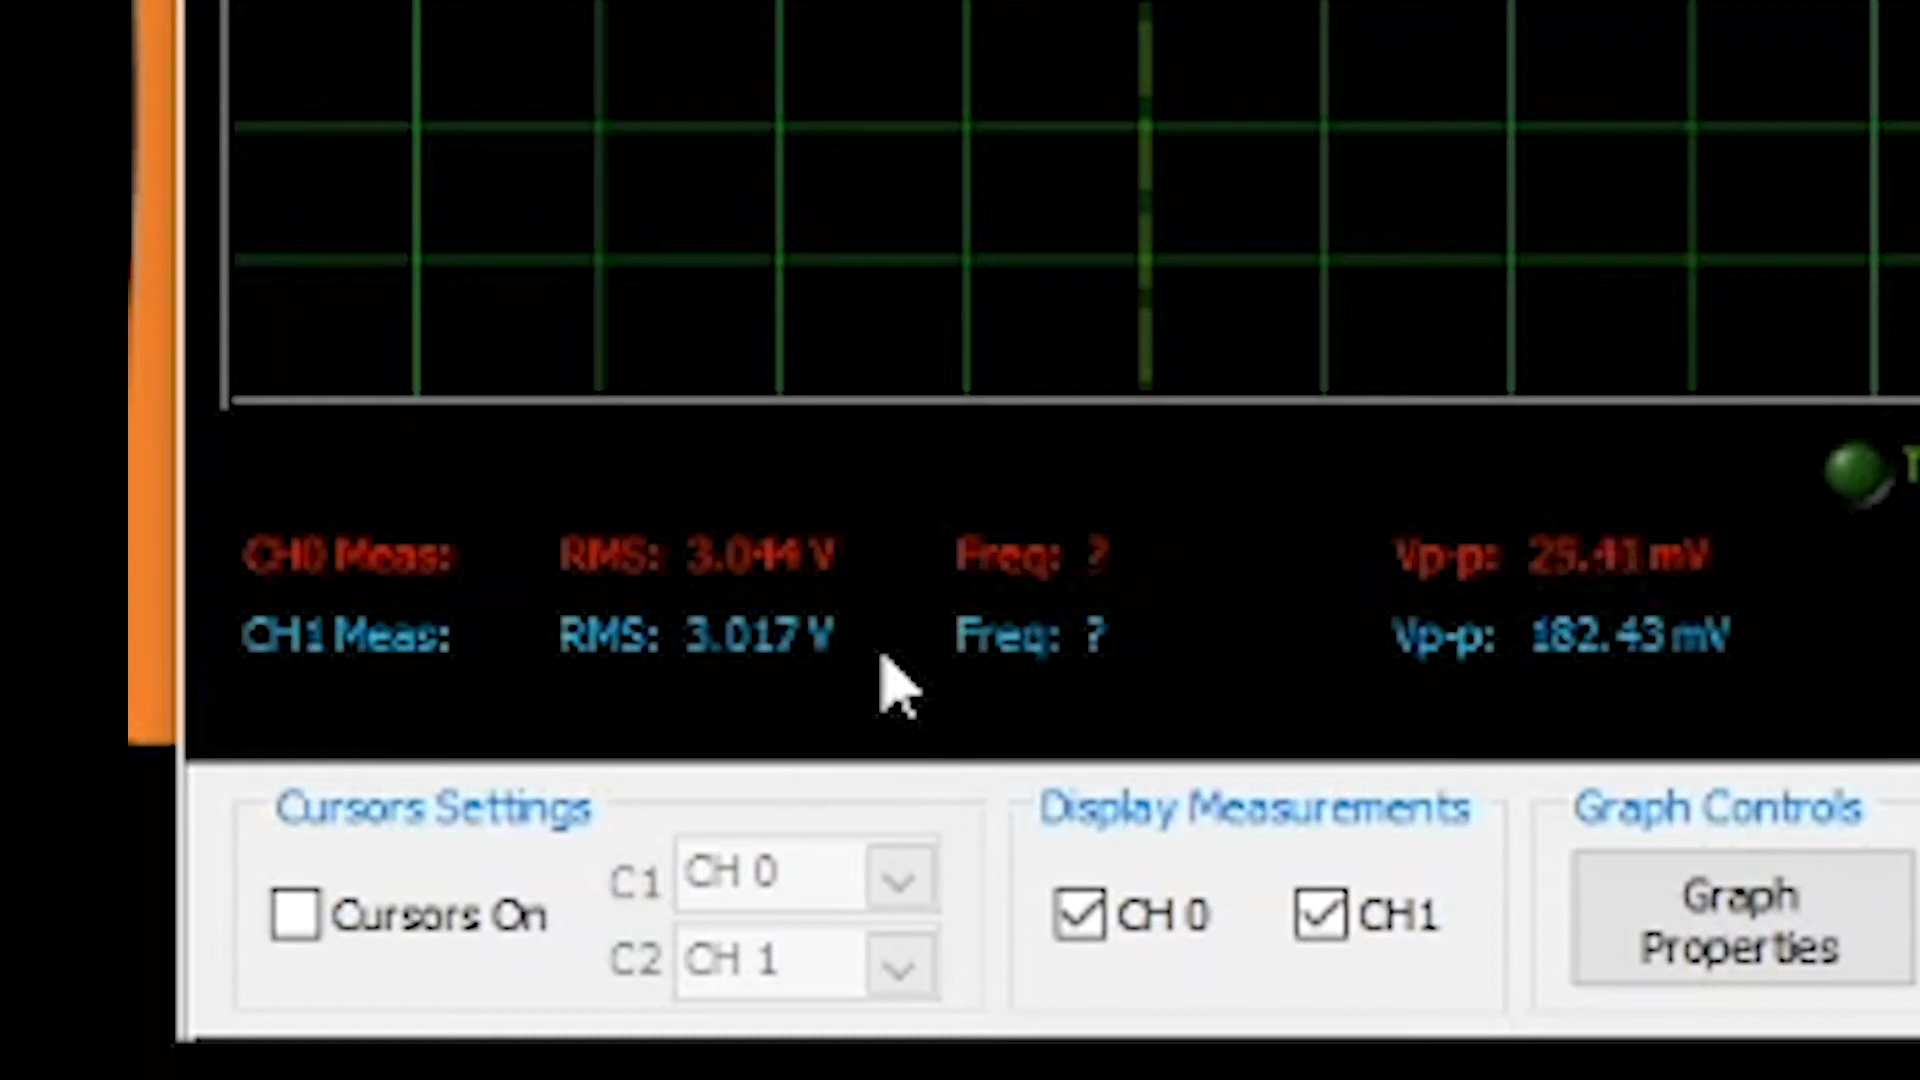 CH0 Meas: RMS: 3.044 V Freq: ? Vp-p: 25.41 mV
CH1 Meas: RMS: 3.017 V Freq: ? Vp-p: 182.43 mV
Cursors Settings Display Measurements Graph Controls
Cursors On C1 CH 0 CH 0 CH1 Graph Properties
C2 CH 1